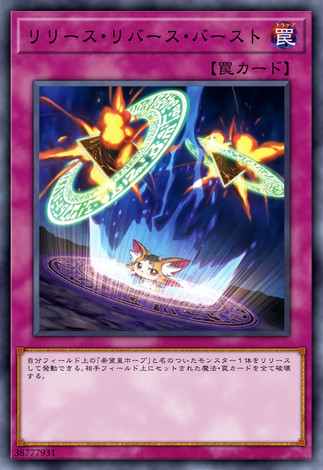 リリース・リバース・バースト
トラップ
罠
【罠カード】
自分フィールド上の「希望皇ホープ」と名のついたモンスター1体をリリース
して発動できる。相手フィールド上にセットされた魔法・罠カードを全て破壊
する。
38777931